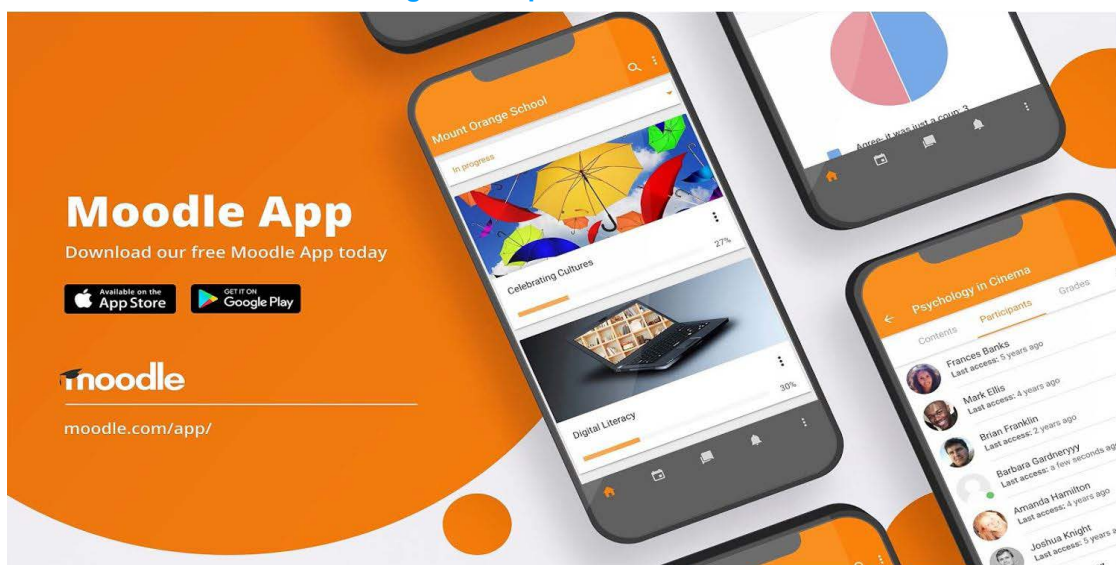 Moodle App
Download our free Moodle App today
Available on the
App Store
GET IT ON
Google Play
moodle
moodle.com/app/
Mount Orange School
In progress
27%
Celebrating Cultures
30%
Digital Literacy
Agree: it was just a coun: 3
Psychology in Cinema
Contents
Participants
Grades
Frances Banks
Last access: 5 years ago
Mark Ellis
Last access: 4 years ago
Brian Franklin
Last access: 2 years ago
Barbara Gardneryyy
Last access: a few seconds ag
Amanda Hamilton
Last access: 4 years ago
Joshua Knight
Last access: 5 years a